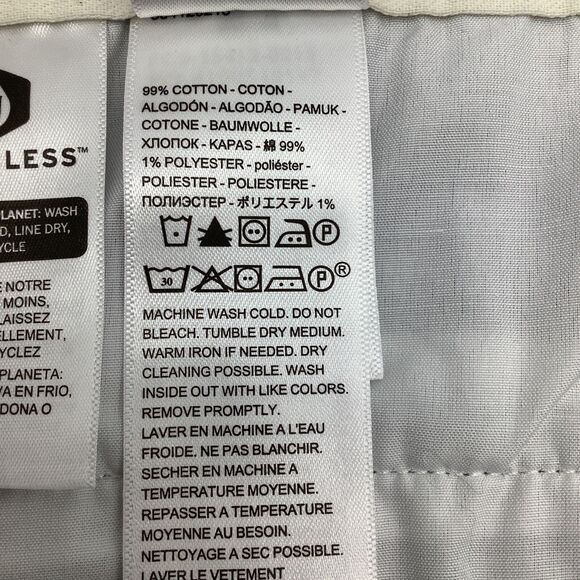 LESS™
PLANET: WASH
D, LINE DRY,
YCLE
E NOTRE
MOINS,
LAISSEZ
ELLEMENT,
YCLEZ
PLANETA:
VA EN FRIO,
DONA O
99% COTTON - COTON -
ALGODÓN - ALGODÃO - PAMUK -
COTONE - BAUMWOLLE -
ХЛОПОК - KAPAS - 綿 99%
1% POLYESTER - poliéster -
POLIESTER - POLIESTERE -
ПОЛИЭСТЕР - ポリエステル 1%
P
30 P ®
MACHINE WASH COLD. DO NOT
BLEACH. TUMBLE DRY MEDIUM.
WARM IRON IF NEEDED. DRY
CLEANING POSSIBLE. WASH
INSIDE OUT WITH LIKE COLORS.
REMOVE PROMPTLY.
LAVER EN MACHINE A L'EAU
FROIDE. NE PAS BLANCHIR.
SECHER EN MACHINE A
TEMPERATURE MOYENNE.
REPASSER A TEMPERATURE
MOYENNE AU BESOIN.
NETTOYAGE A SEC POSSIBLE.
LAVER LE VETEMENT